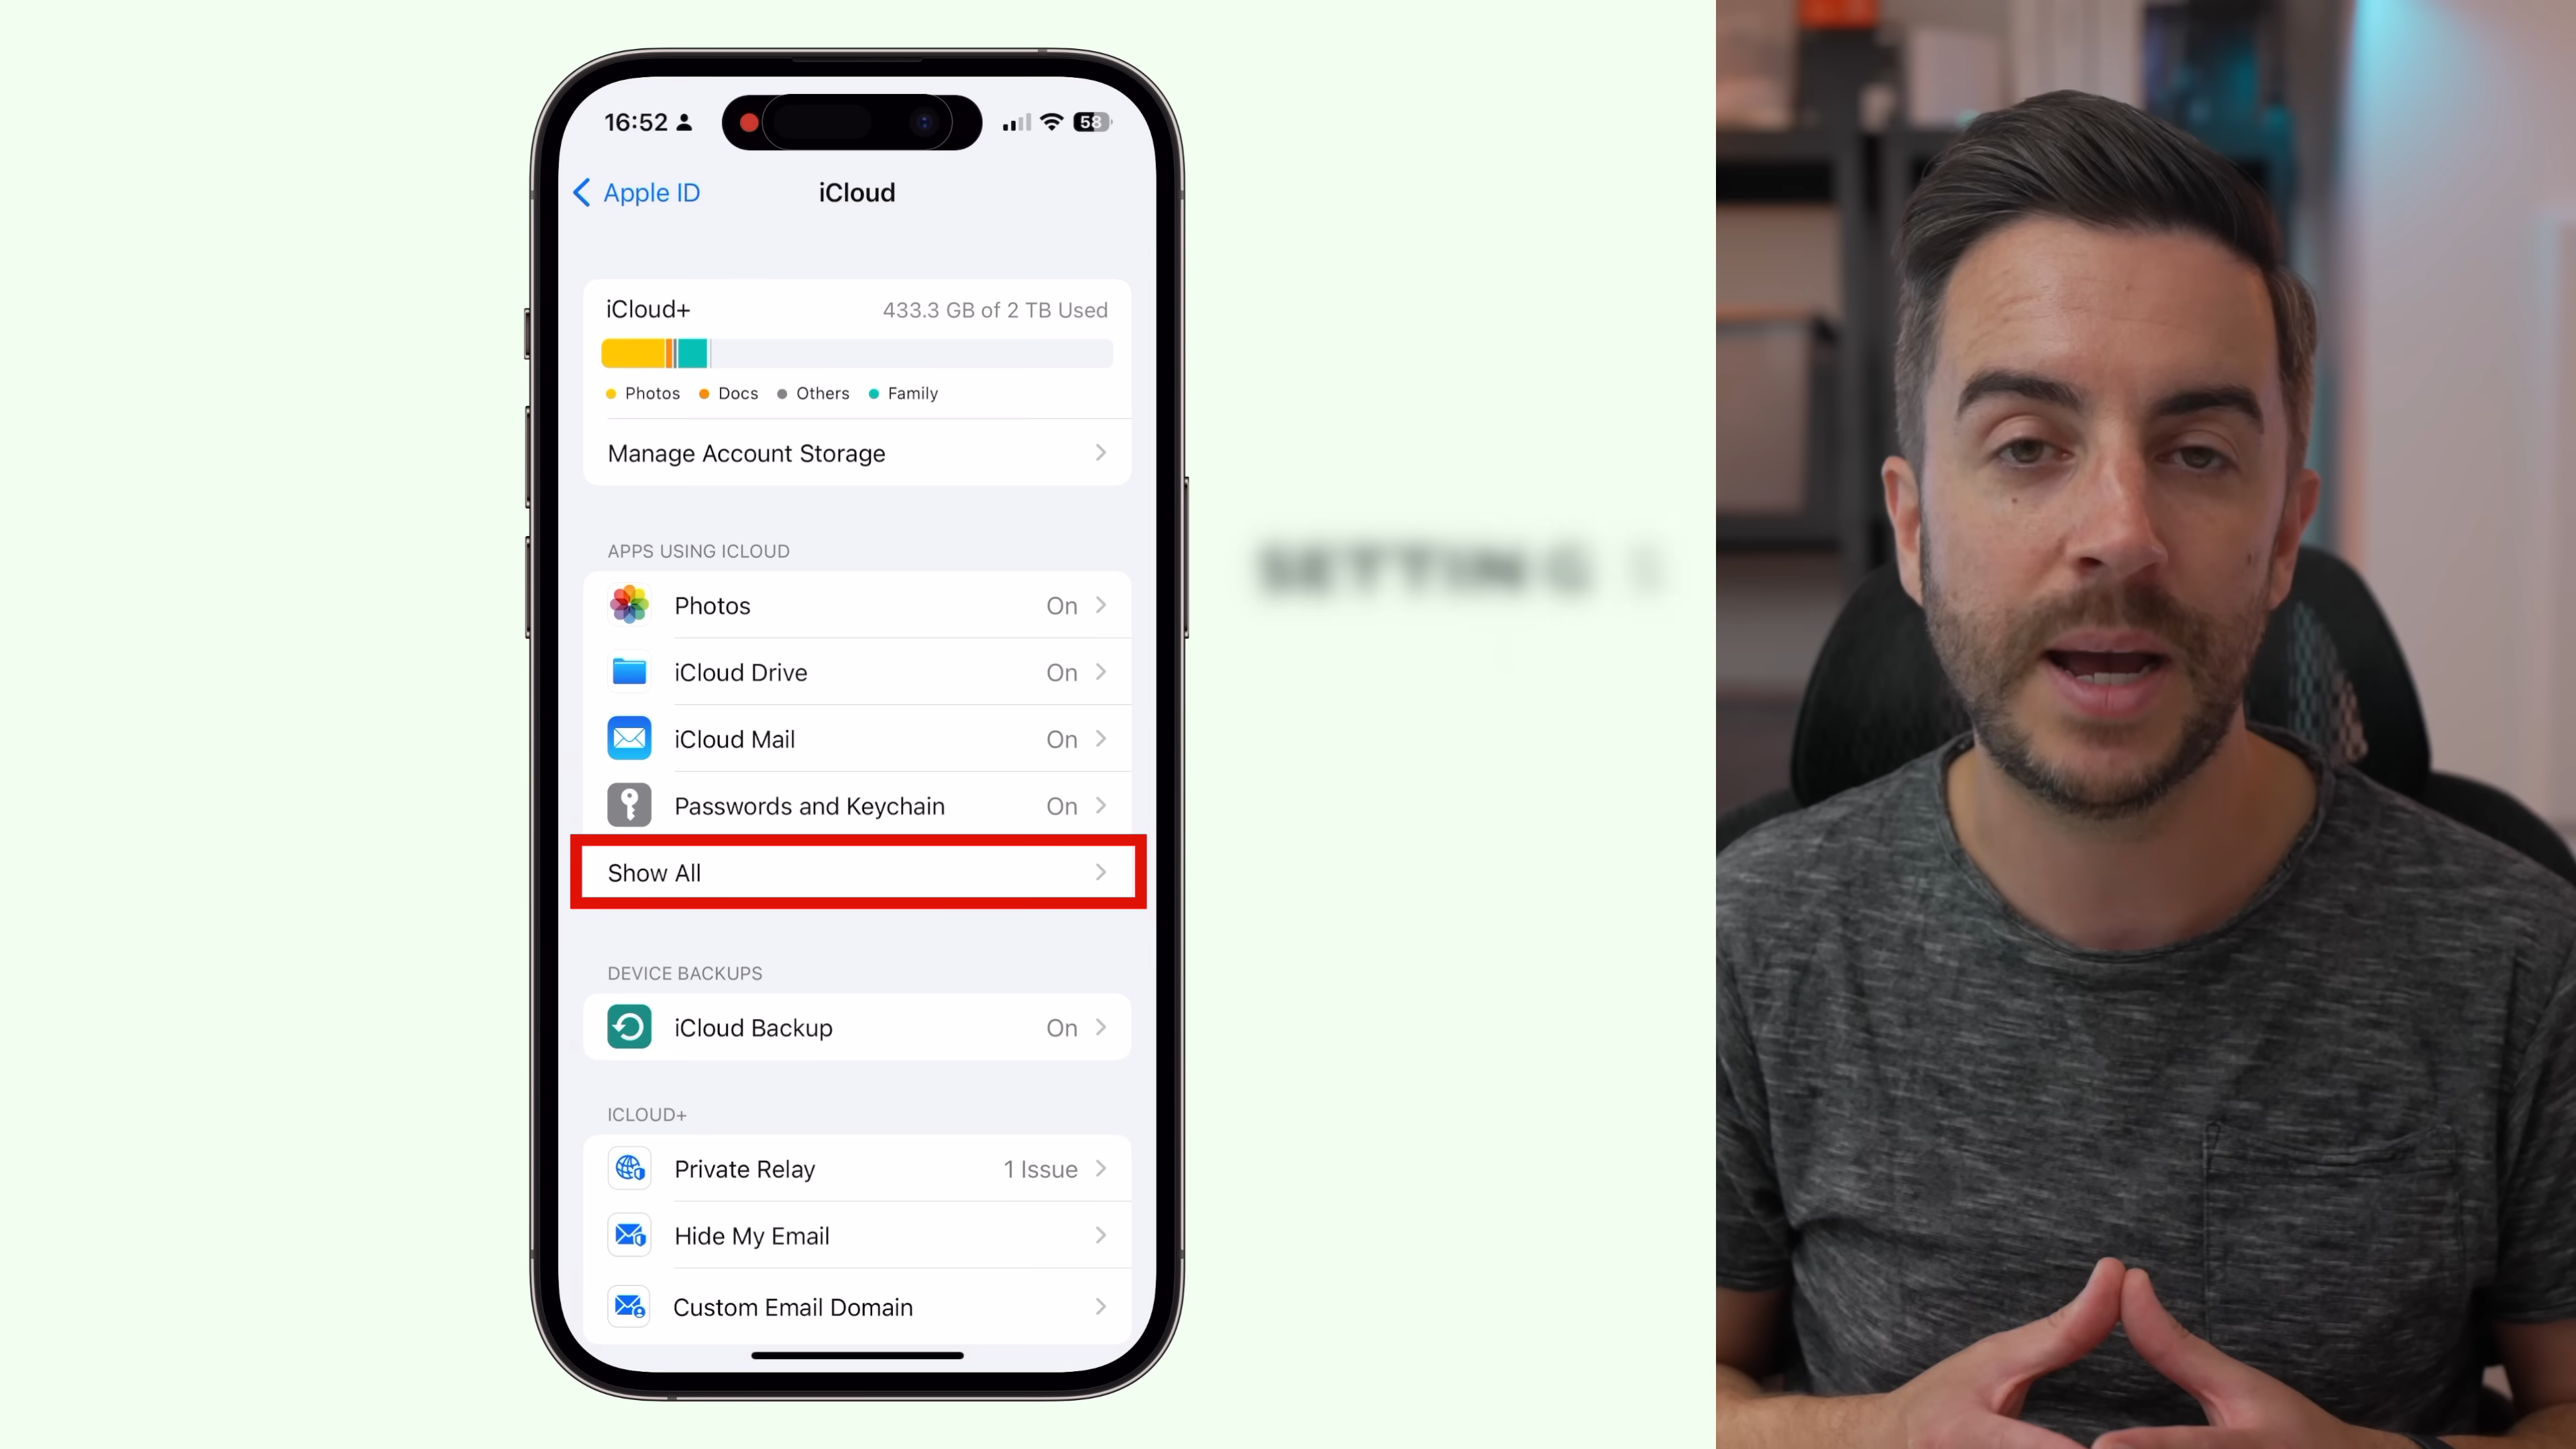 16:52
58
Apple ID
iCloud
iCloud+ 433.3 GB of 2 TB Used
Photos Docs Others Family
Manage Account Storage
APPS USING ICLOUD
Photos On
iCloud Drive On
iCloud Mail On
Passwords and Keychain On
Show All
DEVICE BACKUPS
iCloud Backup On
ICLOUD+
Private Relay 1 Issue
Hide My Email
Custom Email Domain
SETTING